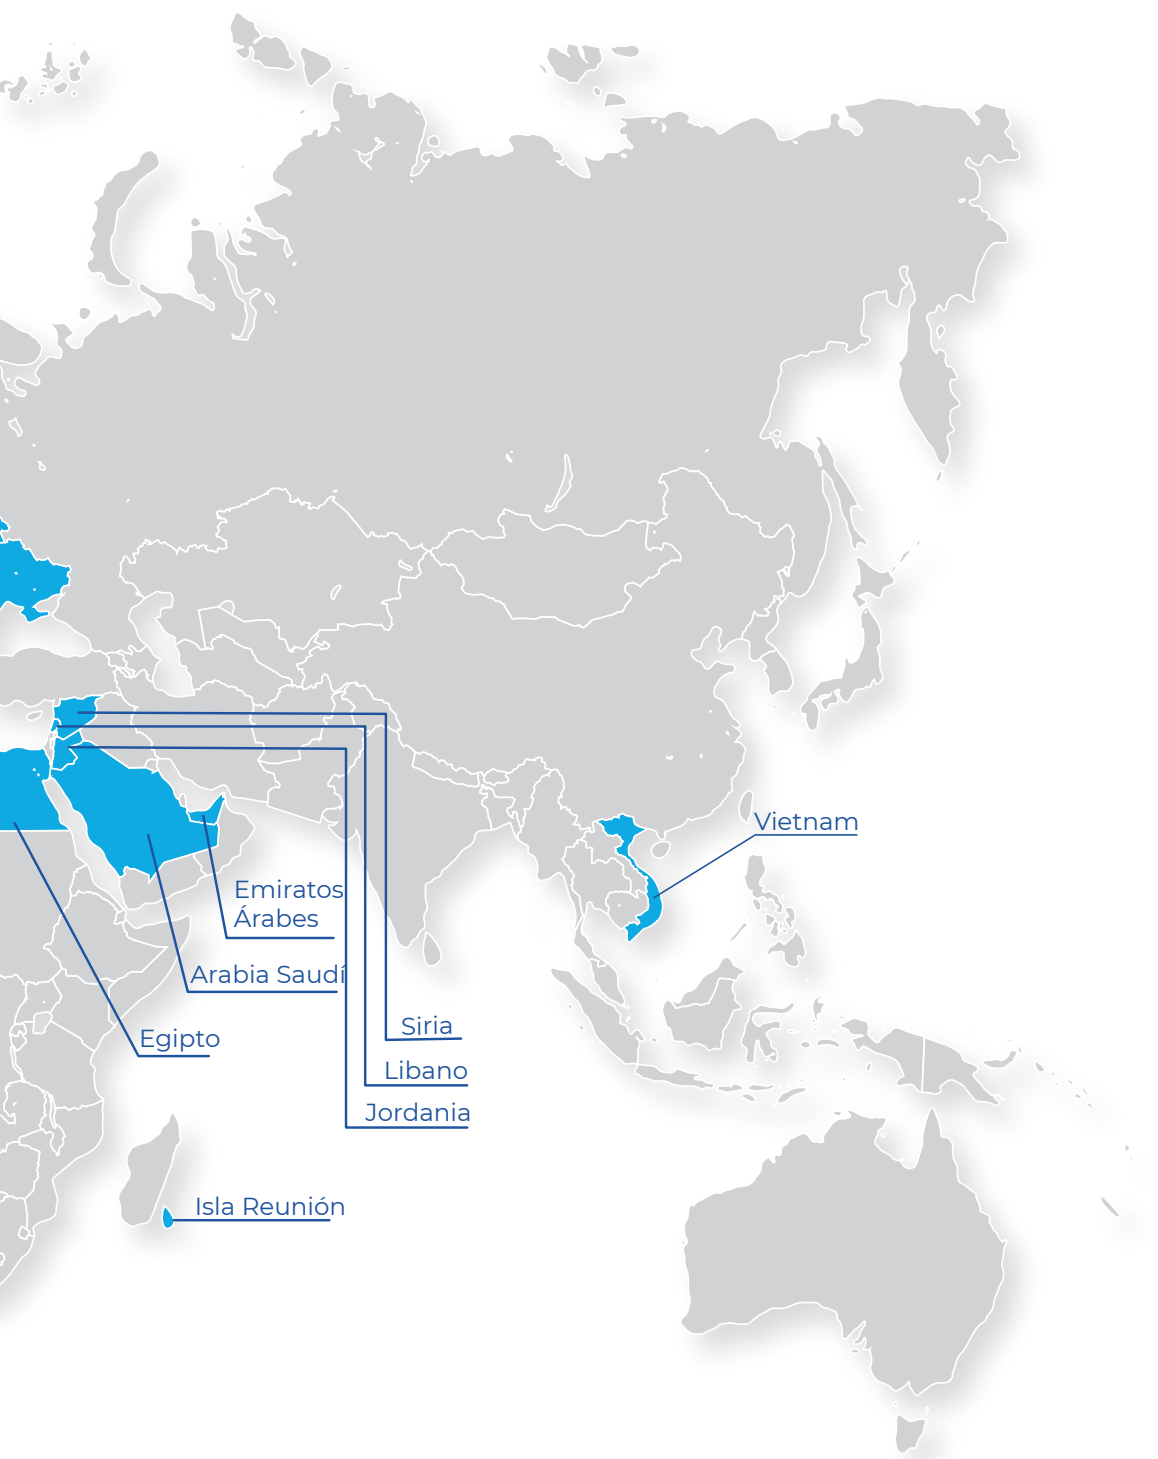 Vietnam
Emiratos
Árabes
Arabia Saudí
Siria
Egipto
Libano
Jordania
Isla Reunión